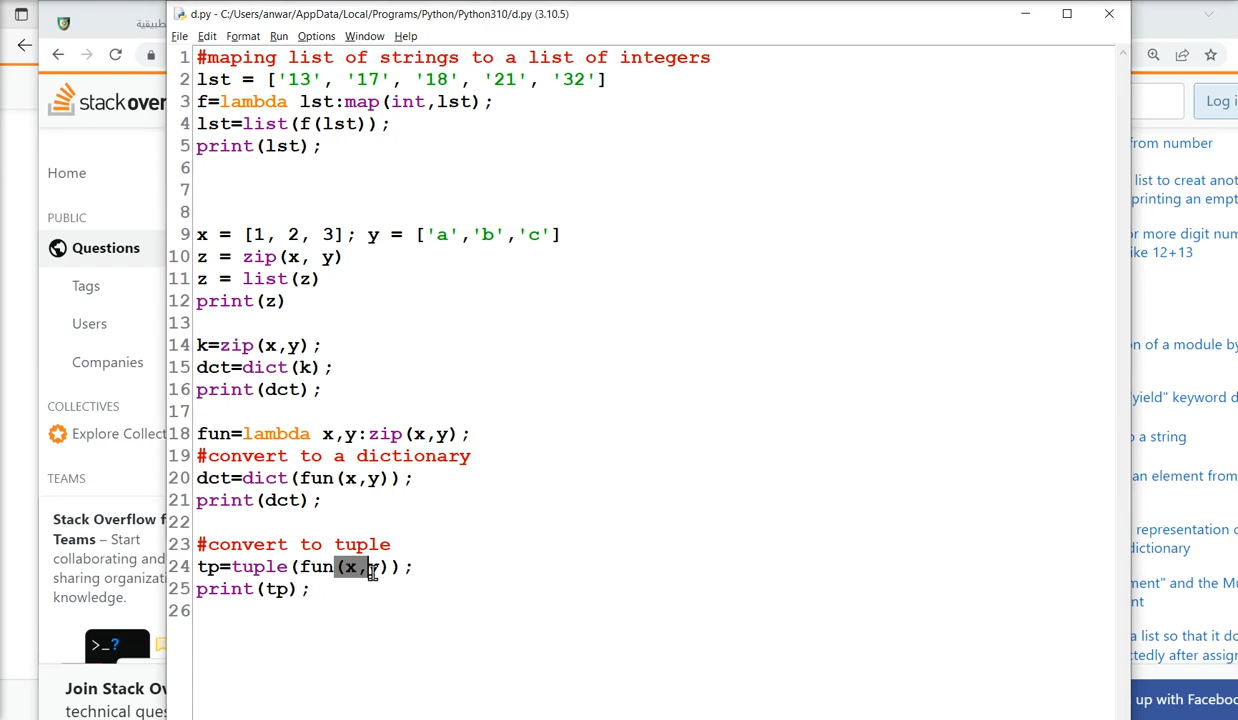 d.py - C:/Users/anwar/AppData/Local/Programs/Python/Python310/d.py (3.10.5)
File Edit Format Run Options Window Help
1 #maping list of strings to a list of integers
2 lst = ['13', '17', '18', '21', '32']
3 f=lambda lst:map(int,lst);
4 lst=list(f(lst));
5 print(lst);
6
7
8
9 x = [1, 2, 3]; y = ['a','b','c']
10 z = zip(x, y)
11 z = list(z)
12 print(z)
13
14 k=zip(x,y);
15 dct=dict(k);
16 print(dct);
17
18 fun=lambda x,y:zip(x,y);
19 #convert to a dictionary
20 dct=dict(fun(x,y));
21 print(dct);
22
23 #convert to tuple
24 tp=tuple(fun(x,y));
25 print(tp);
26
stack over
Home
PUBLIC
Questions
Tags
Users
Companies
COLLECTIVES
Explore Collect
TEAMS
Stack Overflow f
Teams – Start
collaborating and
sharing organizati
knowledge.
>_?
Join Stack Ov
technical ques
Log i
from number
list to creat anot
printing an empt
or more digit num
ike 12+13
on of a module by
"yield" keyword d
o a string
an element from
representation o
dictionary
ment" and the Mu
nt
a list so that it do
tedly after assign
up with Faceboo